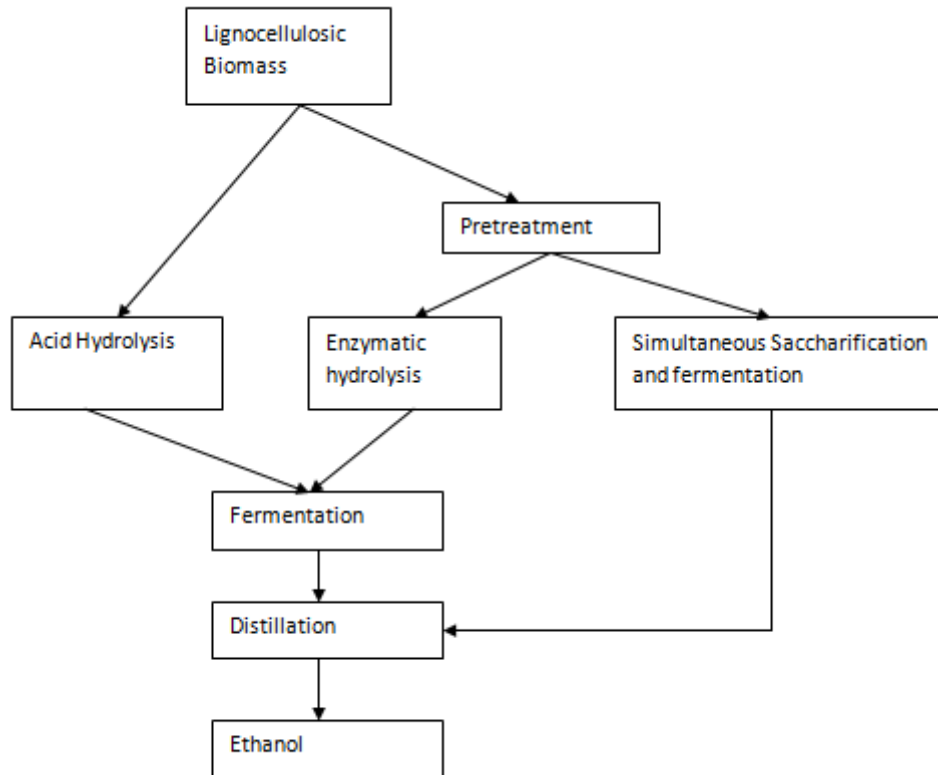 Lignocellulosic
Biomass
Pretreatment
Acid Hydrolysis
Enzymatic
hydrolysis
Simultaneous Saccharification
and fermentation
Fermentation
Distillation
Ethanol